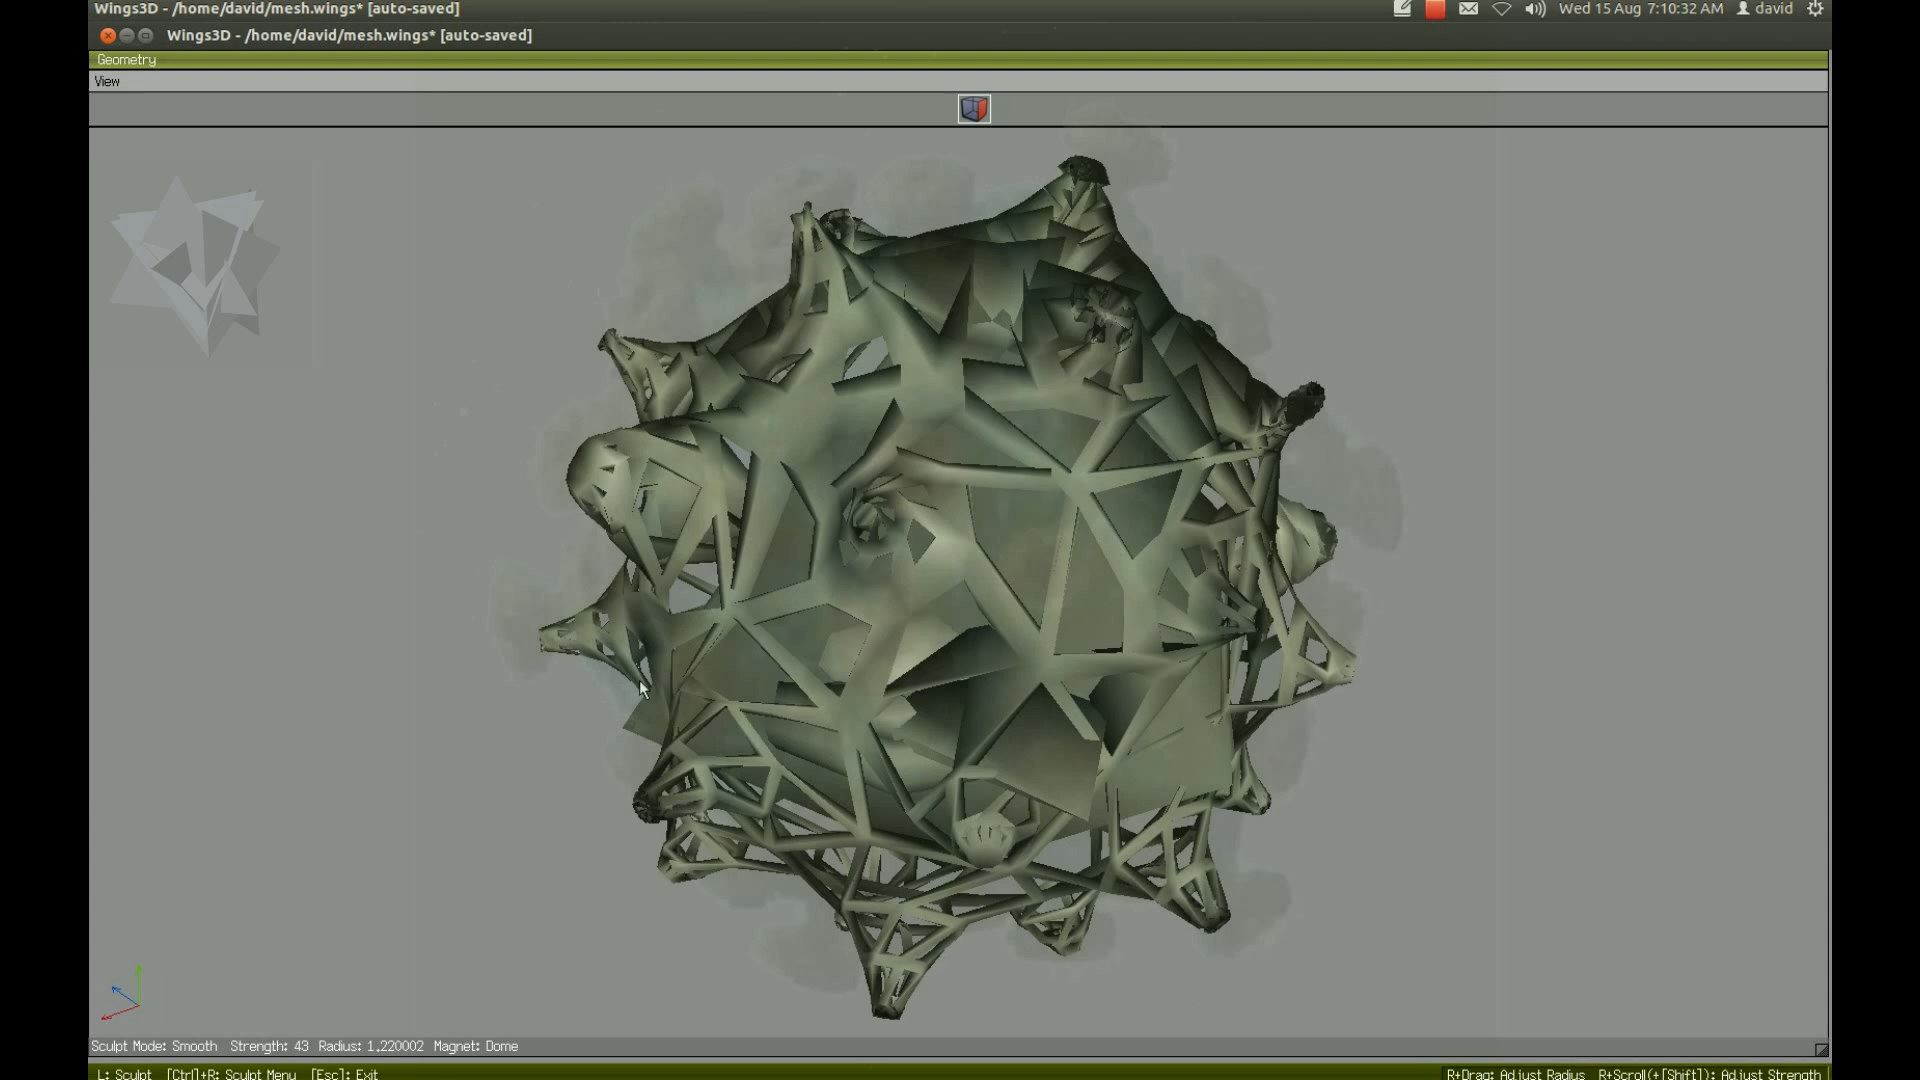 Wings3D - /home/david/mesh.wings* [auto-saved]
Wed 15 Aug 7:10:32 AM david
Wings3D - /home/david/mesh.wings* [auto-saved]
Geometry
View
Sculpt Mode: Smooth Strength: 43 Radius: 1.220002 Magnet: Dome
L: Sculpt [Ctrl]+R: Sculpt Menu [Esc]: Exit
R+Drag: Adjust Radius R+Scroll(+[Shift]): Adjust Strength